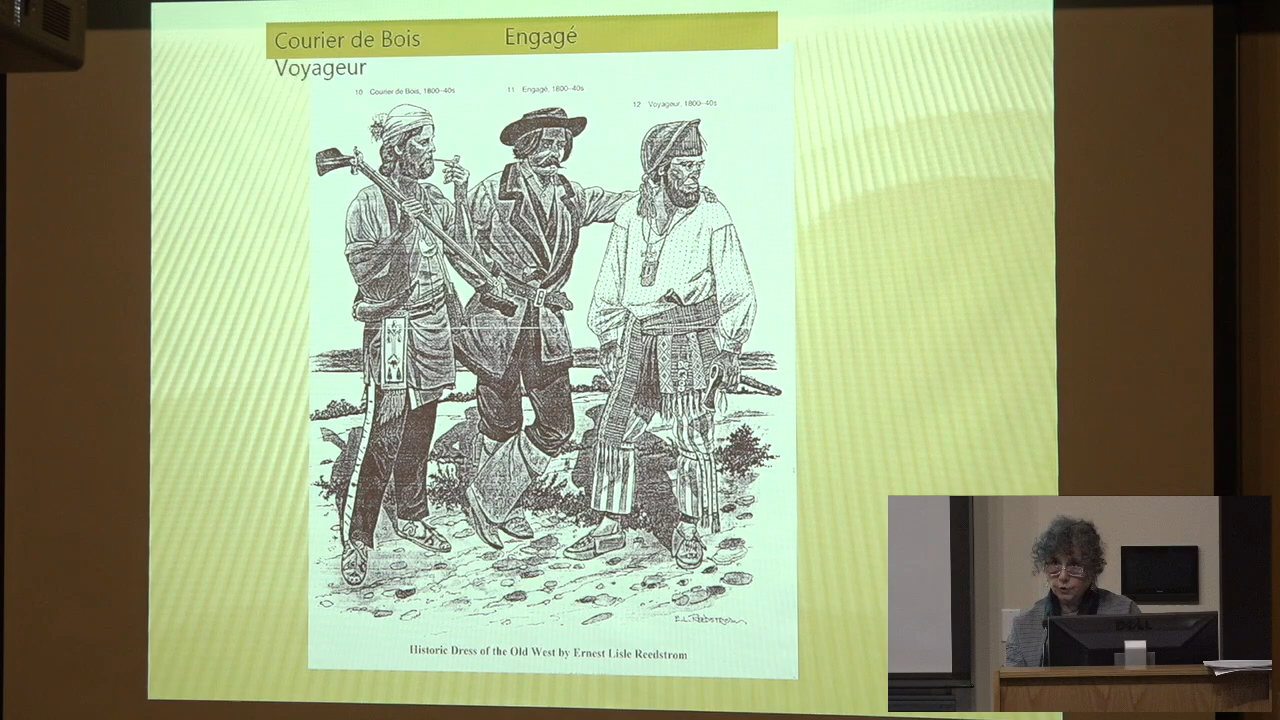 Courier de Bois Engagé
Voyageur
10 Courier de Bois, 1800–40s
11 Engagé, 1800–40s
12 Voyageur, 1800–40s
E.L. REEDSTROM
Historic Dress of the Old West by Ernest Lisle Reedstrom
DELL